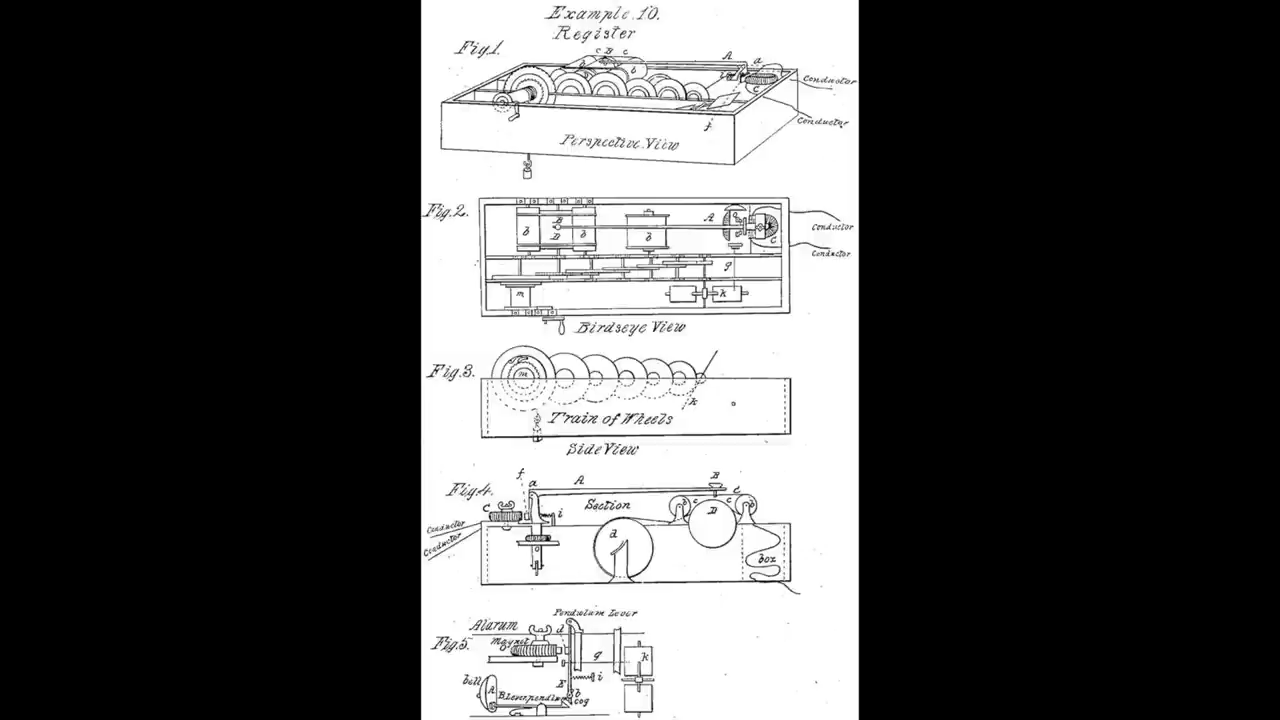 Example.10.
Register
Fig.1.
c B c
b
b
A
a
i
C
Conductor
Conductor
f
Perspective View
Fig.2.
b
B
D
b
b
A
a
C
Conductor
Conductor
g
m
k
Birdseye View
Fig.3.
m
k
Train of Wheels
Side View
Fig.4.
f
a
A
B
C
i
Section
b
c
D
c
c
b
Conductor
Conductor
d
box
Pendulum Lever
Alarum
Fig.5.
magnet
d
g
k
i
E
bell
A
B.Leverpendl
b
cog